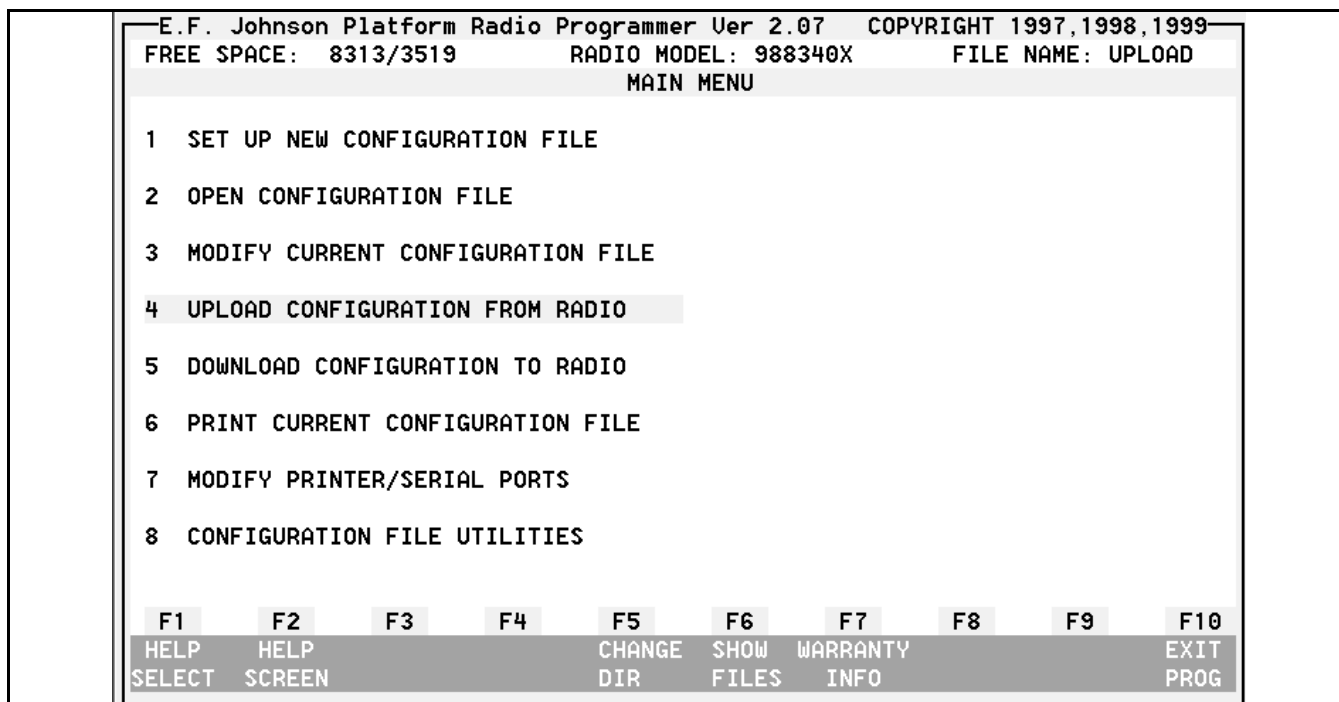 E.F. Johnson Platform Radio Programmer Ver 2.07 COPYRIGHT 1997,1998,1999
FREE SPACE: 8313/3519 RADIO MODEL: 988340X FILE NAME: UPLOAD
MAIN MENU
1 SET UP NEW CONFIGURATION FILE
2 OPEN CONFIGURATION FILE
3 MODIFY CURRENT CONFIGURATION FILE
4 UPLOAD CONFIGURATION FROM RADIO
5 DOWNLOAD CONFIGURATION TO RADIO
6 PRINT CURRENT CONFIGURATION FILE
7 MODIFY PRINTER/SERIAL PORTS
8 CONFIGURATION FILE UTILITIES
F1 F2 F3 F4 F5 F6 F7 F8 F9 F10
HELP HELP CHANGE SHOW WARRANTY EXIT
SELECT SCREEN DIR FILES INFO PROG